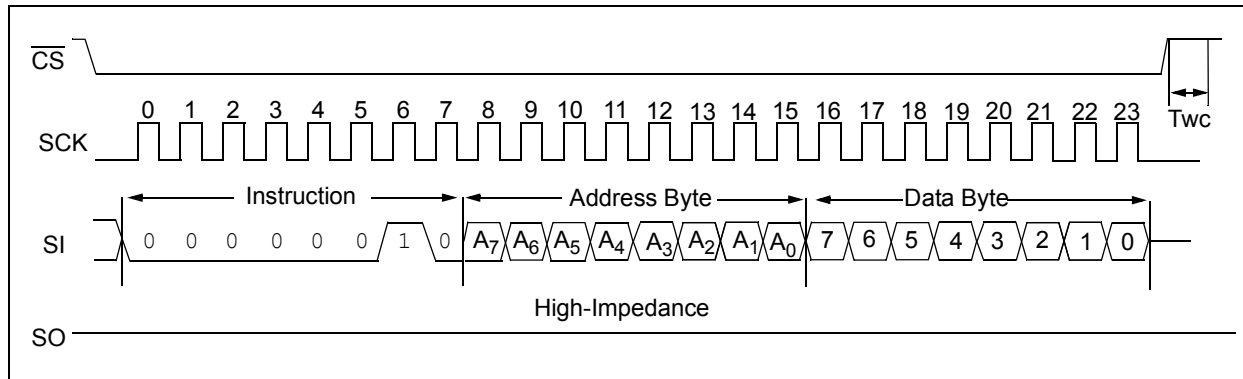 CS
0 1 2 3 4 5 6 7 8 9 10 11 12 13 14 15 16 17 18 19 20 21 22 23
Twc
SCK
Instruction Address Byte Data Byte
SI 0 0 0 0 0 0 1 0 A7 A6 A5 A4 A3 A2 A1 A0 7 6 5 4 3 2 1 0
High-Impedance
SO